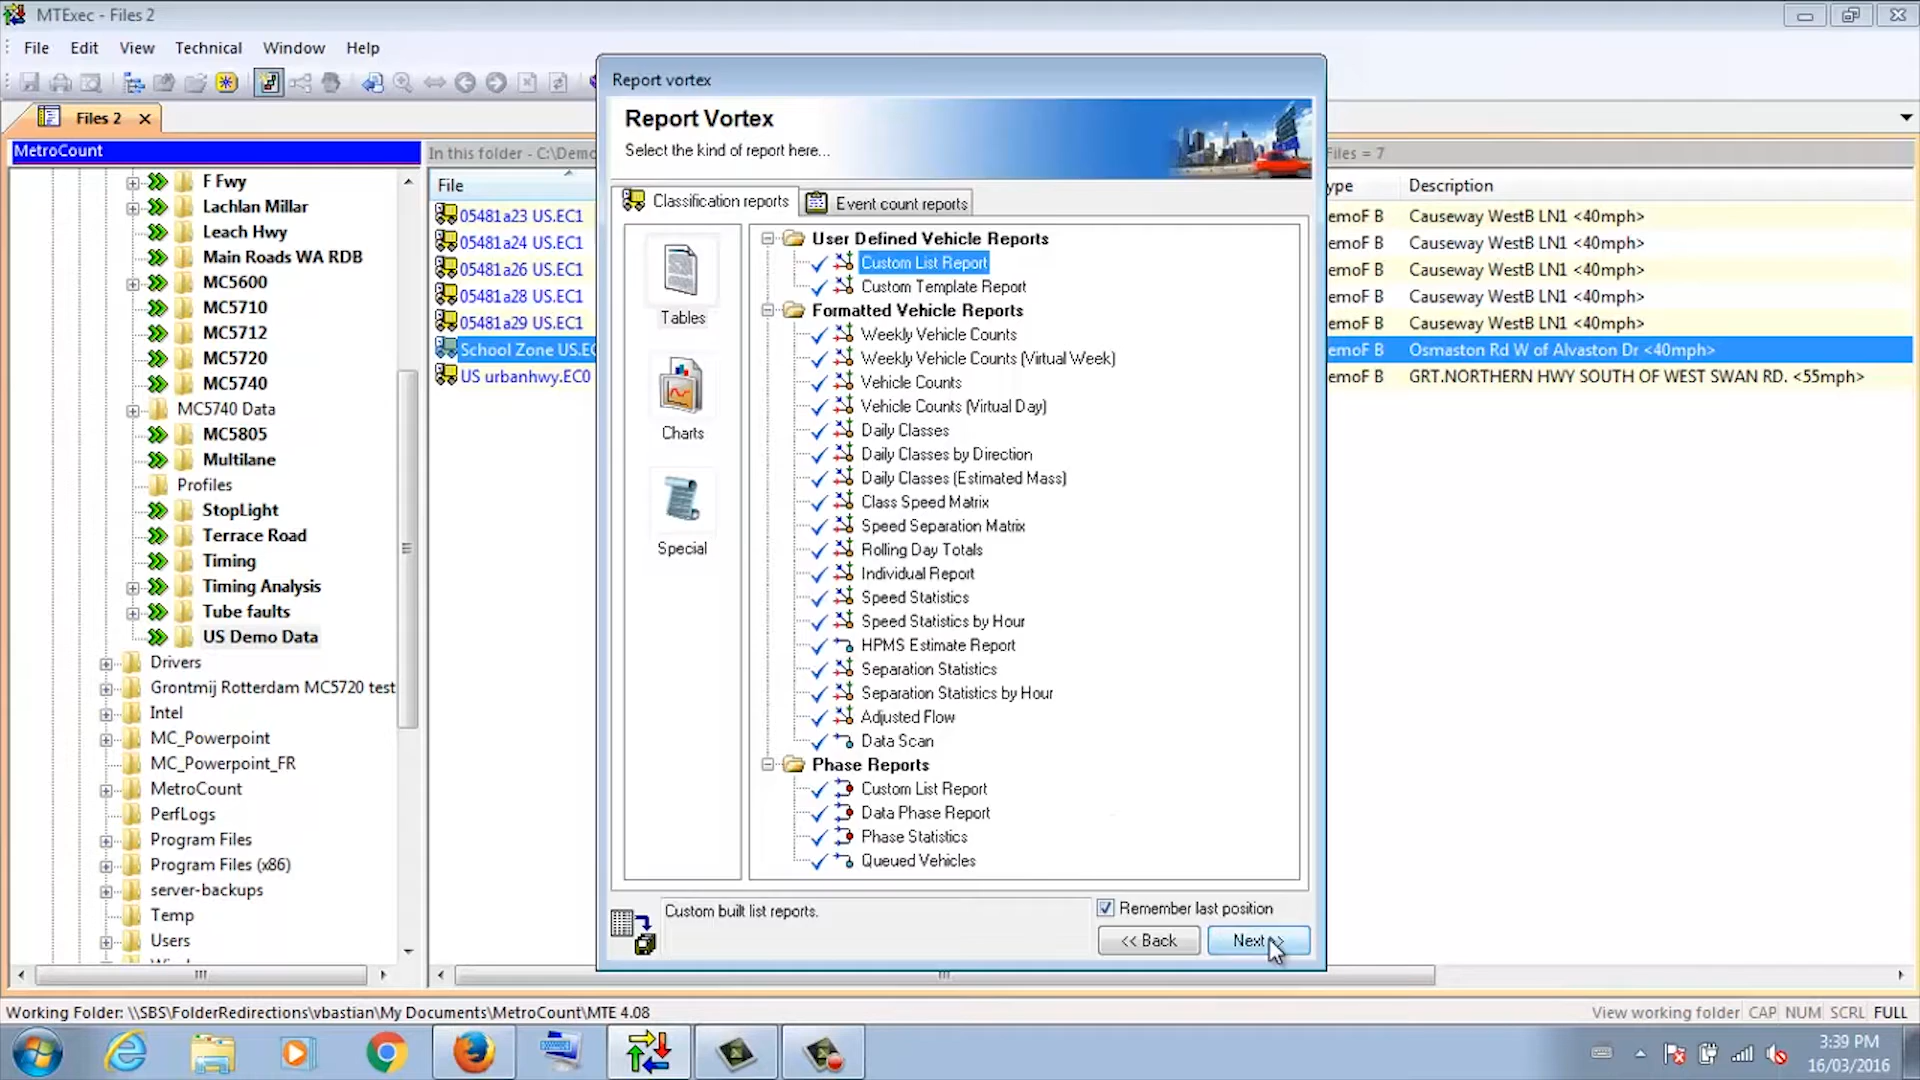 MTExec - Files 2
File Edit View Technical Window Help
Files 2
MetroCount
F Fwy
Lachlan Millar
Leach Hwy
Main Roads WA RDB
MC5600
MC5710
MC5712
MC5720
MC5740
MC5740 Data
MC5805
Multilane
Profiles
StopLight
Terrace Road
Timing
Timing Analysis
Tube faults
US Demo Data
Drivers
Grontmij Rotterdam MC5720 test
Intel
MC_Powerpoint
MC_Powerpoint_FR
MetroCount
PerfLogs
Program Files
Program Files (x86)
server-backups
Temp
Users
In this folder - C:\Demo
File
05481a23 US.EC1
05481a24 US.EC1
05481a26 US.EC1
05481a28 US.EC1
05481a29 US.EC1
School Zone US.EC
US urbanhwy.EC0
Report vortex
Report Vortex
Select the kind of report here...
Classification reports
Event count reports
Tables
Charts
Special
User Defined Vehicle Reports
Custom List Report
Custom Template Report
Formatted Vehicle Reports
Weekly Vehicle Counts
Weekly Vehicle Counts (Virtual Week)
Vehicle Counts
Vehicle Counts (Virtual Day)
Daily Classes
Daily Classes by Direction
Daily Classes (Estimated Mass)
Class Speed Matrix
Speed Separation Matrix
Rolling Day Totals
Individual Report
Speed Statistics
Speed Statistics by Hour
HPMS Estimate Report
Separation Statistics
Separation Statistics by Hour
Adjusted Flow
Data Scan
Phase Reports
Custom List Report
Data Phase Report
Phase Statistics
Queued Vehicles
Custom built list reports.
Remember last position
<< Back
Next >>
Files = 7
ype Description
emoF B Causeway WestB LN1 <40mph>
emoF B Causeway WestB LN1 <40mph>
emoF B Causeway WestB LN1 <40mph>
emoF B Causeway WestB LN1 <40mph>
emoF B Causeway WestB LN1 <40mph>
emoF B Osmaston Rd W of Alvaston Dr <40mph>
emoF B GRT.NORTHERN HWY SOUTH OF WEST SWAN RD. <55mph>
Working Folder: \\SBS\FolderRedirections\vbastian\My Documents\MetroCount\MTE 4.08
View working folder CAP NUM SCRL FULL
3:39 PM
16/03/2016